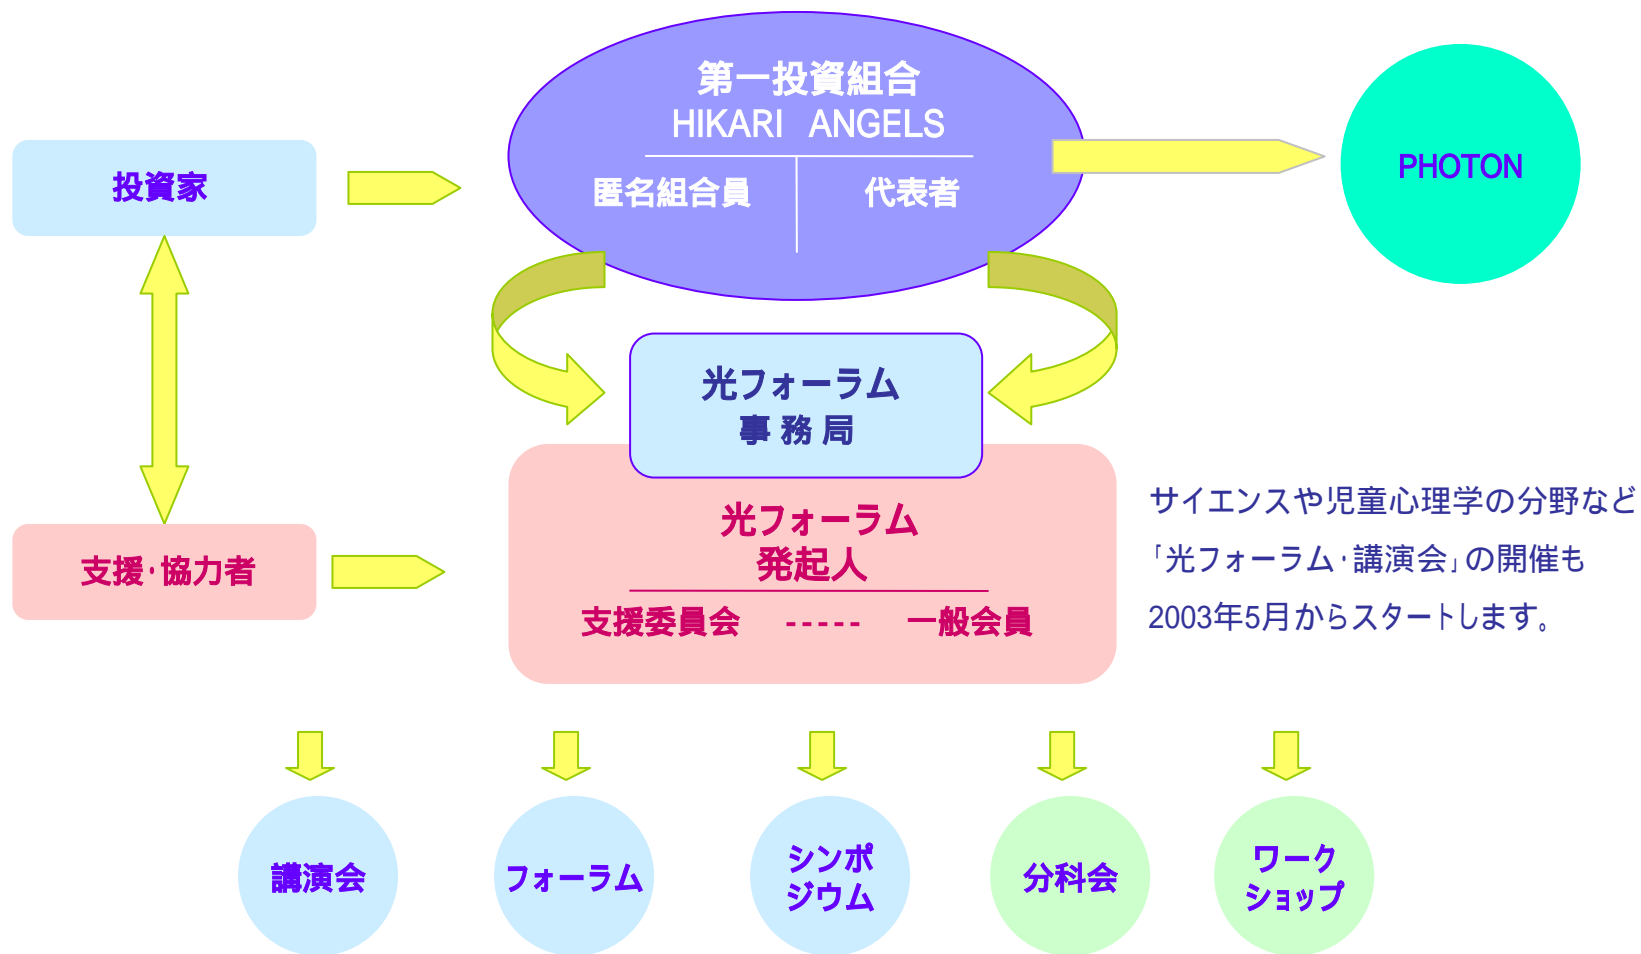 第一投資組合
HIKARI ANGELS
匿名組合員 代表者
PHOTON
投資家
光フォーラム
事務局
光フォーラム
発起人
支援委員会 ----- 一般会員
支援・協力者
サイエンスや児童心理学の分野など
「光フォーラム・講演会」の開催も
2003年5月からスタートします。
講演会
フォーラム
シンポ
ジウム
分科会
ワーク
ショップ